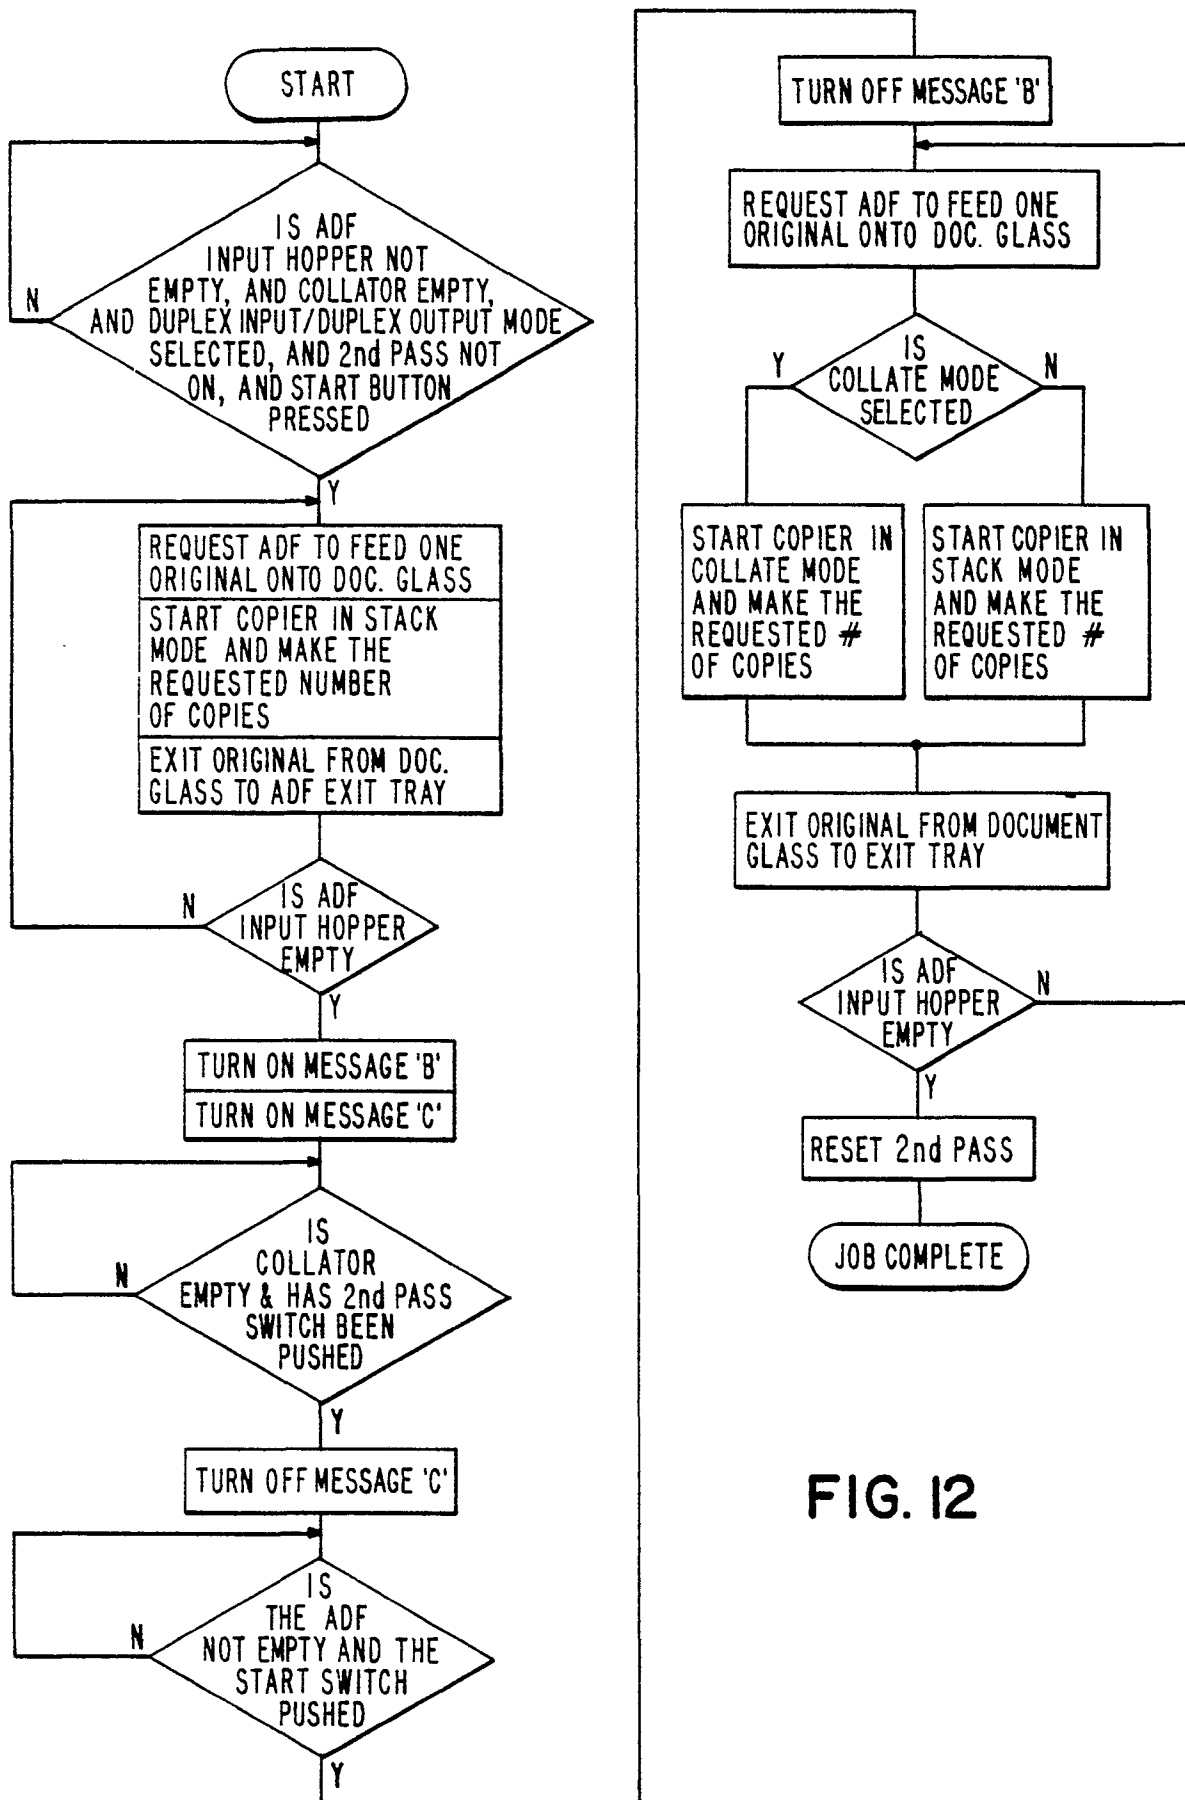 START
IS ADF
INPUT HOPPER NOT
EMPTY, AND COLLATOR EMPTY,
AND DUPLEX INPUT/DUPLEX OUTPUT MODE
SELECTED, AND 2nd PASS NOT
ON, AND START BUTTON
PRESSED
N
Y
REQUEST ADF TO FEED ONE
ORIGINAL ONTO DOC. GLASS
START COPIER IN STACK
MODE AND MAKE THE
REQUESTED NUMBER
OF COPIES
EXIT ORIGINAL FROM DOC.
GLASS TO ADF EXIT TRAY
IS ADF
INPUT HOPPER
EMPTY
N
Y
TURN ON MESSAGE 'B'
TURN ON MESSAGE 'C'
IS
COLLATOR
EMPTY & HAS 2nd PASS
SWITCH BEEN
PUSHED
N
Y
TURN OFF MESSAGE 'C'
IS
THE ADF
NOT EMPTY AND THE
START SWITCH
PUSHED
N
Y
TURN OFF MESSAGE 'B'
REQUEST ADF TO FEED ONE
ORIGINAL ONTO DOC. GLASS
IS
COLLATE MODE
SELECTED
Y
N
START COPIER IN
COLLATE MODE
AND MAKE THE
REQUESTED #
OF COPIES
START COPIER IN
STACK MODE
AND MAKE THE
REQUESTED #
OF COPIES
EXIT ORIGINAL FROM DOCUMENT
GLASS TO EXIT TRAY
IS ADF
INPUT HOPPER
EMPTY
N
Y
RESET 2nd PASS
JOB COMPLETE
FIG. 12